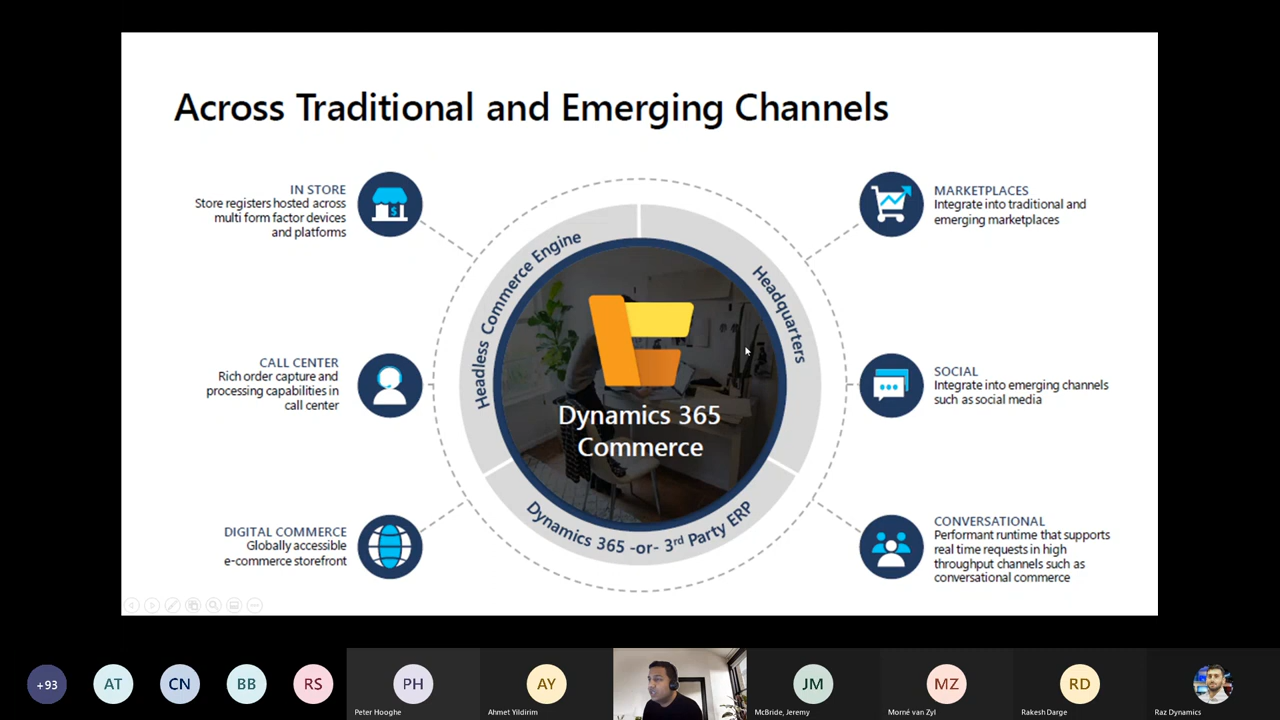 Across Traditional and Emerging Channels
IN STORE
Store registers hosted across
multi form factor devices
and platforms
CALL CENTER
Rich order capture and
processing capabilities in
call center
DIGITAL COMMERCE
Globally accessible
e-commerce storefront
Headless Commerce Engine
Headquarters
Dynamics 365 -or- 3rd Party ERP
Dynamics 365
Commerce
MARKETPLACES
Integrate into traditional and
emerging marketplaces
SOCIAL
Integrate into emerging channels
such as social media
CONVERSATIONAL
Performant runtime that supports
real time requests in high
throughput channels such as
conversational commerce
+93
AT
CN
BB
RS
PH
Peter Hooghe
AY
Ahmet Yildirim
JM
McBride, Jeremy
MZ
Morné van Zyl
RD
Rakesh Darge
Raz Dynamics